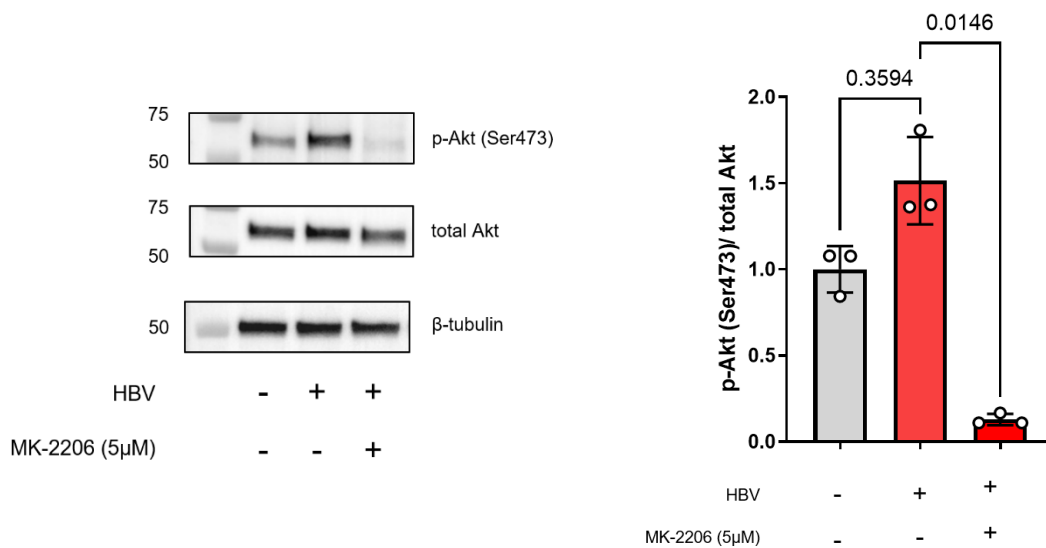 75
50
p-Akt (Ser473)
75
50
total Akt
50
β-tubulin
HBV - + +
MK-2206 (5μM) - - +
0.0146
0.3594
p-Akt (Ser473)/ total Akt
2.0
1.5
1.0
0.5
0.0
HBV - + +
MK-2206 (5μM) - - +